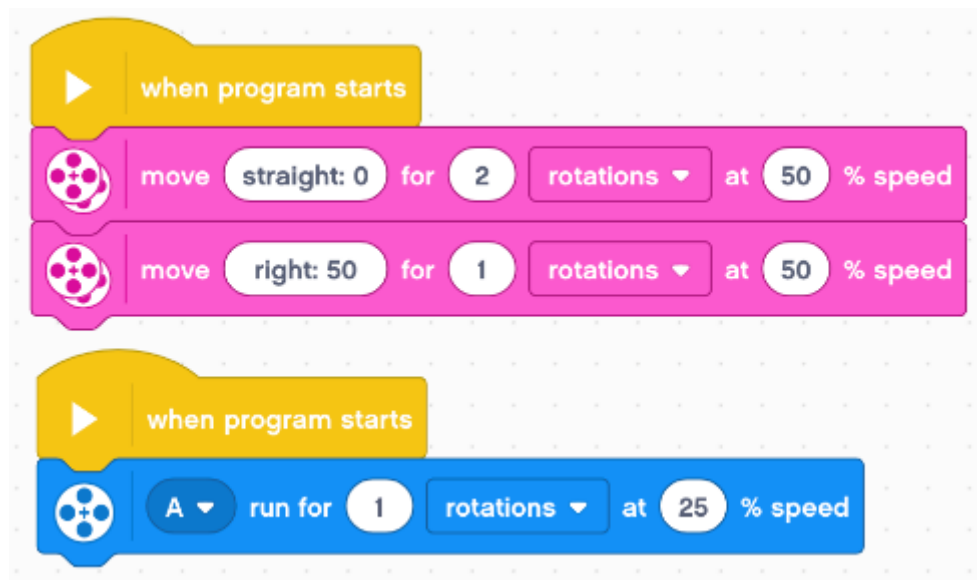 when program starts
move straight: 0 for 2 rotations at 50 % speed
move right: 50 for 1 rotations at 50 % speed
when program starts
A run for 1 rotations at 25 % speed